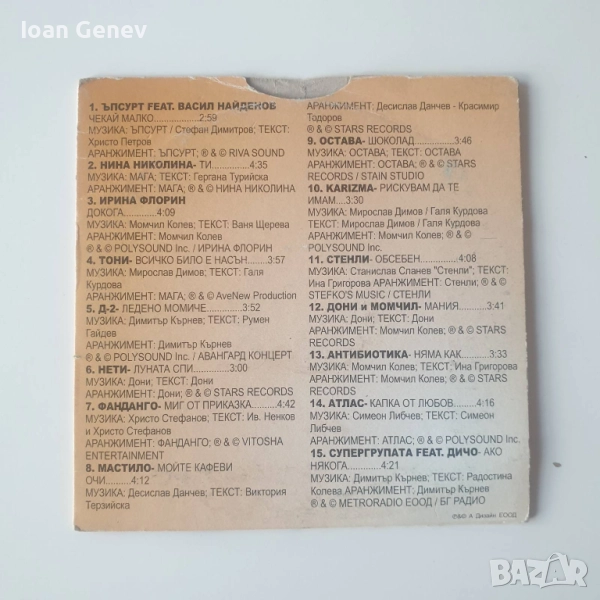 Ioan Genev
1. ЪПСУРТ FEAT. ВАСИЛ НАЙДЕНОВ
ЧЕКАЙ МАЛКО............2:59
МУЗИКА: ЪПСУРТ / Стефан Димитров; ТЕКСТ:
Христо Петров
АРАНЖИМЕНТ: ЪПСУРТ; ® & © RIVA SOUND
2. НИНА НИКОЛИНА- ТИ..........4:35
МУЗИКА: МАГА; ТЕКСТ: Гергана Турийска
АРАНЖИМЕНТ: МАГА; ® & © НИНА НИКОЛИНА
3. ИРИНА ФЛОРИН
ДОКОГА........4:09
МУЗИКА: Момчил Колев; ТЕКСТ: Ваня Щерева
АРАНЖИМЕНТ: Момчил Колев
® & © POLYSOUND Inc. / ИРИНА ФЛОРИН
4. ТОНИ- ВСИЧКО БИЛО Е НАСЪН........3:57
МУЗИКА: Мирослав Димов; ТЕКСТ: Галя
Курдова
АРАНЖИМЕНТ: МАГА; ® & © AveNew Production
5. Д-2- ЛЕДЕНО МОМИЧЕ..........3:52
МУЗИКА: Димитър Кърнев; ТЕКСТ: Румен
Гайдев
АРАНЖИМЕНТ: Димитър Кърнев
® & © POLYSOUND Inc. / АВАНГАРД КОНЦЕРТ
6. НЕТИ- ЛУНАТА СПИ..........3:00
МУЗИКА: Дони; ТЕКСТ: Дони
АРАНЖИМЕНТ: Дони; ® & © STARS RECORDS
7. ФАНДАНГО- МИГ ОТ ПРИКАЗКА..........4:42
МУЗИКА: Христо Стефанов; ТЕКСТ: Ив. Ненков
и Христо Стефанов
АРАНЖИМЕНТ: ФАНДАНГО; ® & © VITOSHA
ENTERTAINMENT
8. МАСТИЛО- МОЙТЕ КАФЕВИ
ОЧИ..........4:12
МУЗИКА: Десислав Данчев; ТЕКСТ: Виктория
Терзийска
АРАНЖИМЕНТ: Десислав Данчев - Красимир
Тодоров
® & © STARS RECORDS
9. ОСТАВА- ШОКОЛАД..........3:46
МУЗИКА: ОСТАВА; ТЕКСТ: ОСТАВА
АРАНЖИМЕНТ: ОСТАВА; ® & © STARS
RECORDS / STAIN STUDIO
10. KARIZMA- РИСКУВАМ ДА ТЕ
ИМАМ....3:30
МУЗИКА: Мирослав Димов / Галя Курдова
ТЕКСТ: Мирослав Димов / Галя Курдова
АРАНЖИМЕНТ: Момчил Колев; ® & ©
POLYSOUND Inc.
11. СТЕНЛИ- ОБСЕБЕН..........4:08
МУЗИКА: Станислав Сланев "Стенли"; ТЕКСТ:
Ина Григорова АРАНЖИМЕНТ: Стенли; ® & ©
STEFKO'S MUSIC / СТЕНЛИ
12. ДОНИ и МОМЧИЛ- МАНИЯ..........3:41
МУЗИКА: Дони; ТЕКСТ: Дони
АРАНЖИМЕНТ: Момчил Колев; ® & © STARS
RECORDS
13. АНТИБИОТИКА- НЯМА КАК..........3:33
МУЗИКА: Момчил Колев; ТЕКСТ: Ина Григорова
АРАНЖИМЕНТ: Момчил Колев; ® & © STARS
RECORDS
14. АТЛАС- КАПКА ОТ ЛЮБОВ..........4:16
МУЗИКА: Симеон Либчев; ТЕКСТ: Симеон
Либчев
АРАНЖИМЕНТ: АТЛАС; ® & © POLYSOUND Inc.
15. СУПЕРГРУПАТА FEAT. ДИЧО- АКО
НЯКОГА..........4:21
МУЗИКА: Димитър Кърнев; ТЕКСТ: Радостина
Колева АРАНЖИМЕНТ: Димитър Кърнев
® & © METRORADIO ЕООД / БГ РАДИО
Дизайн ЕООД
BAZAR